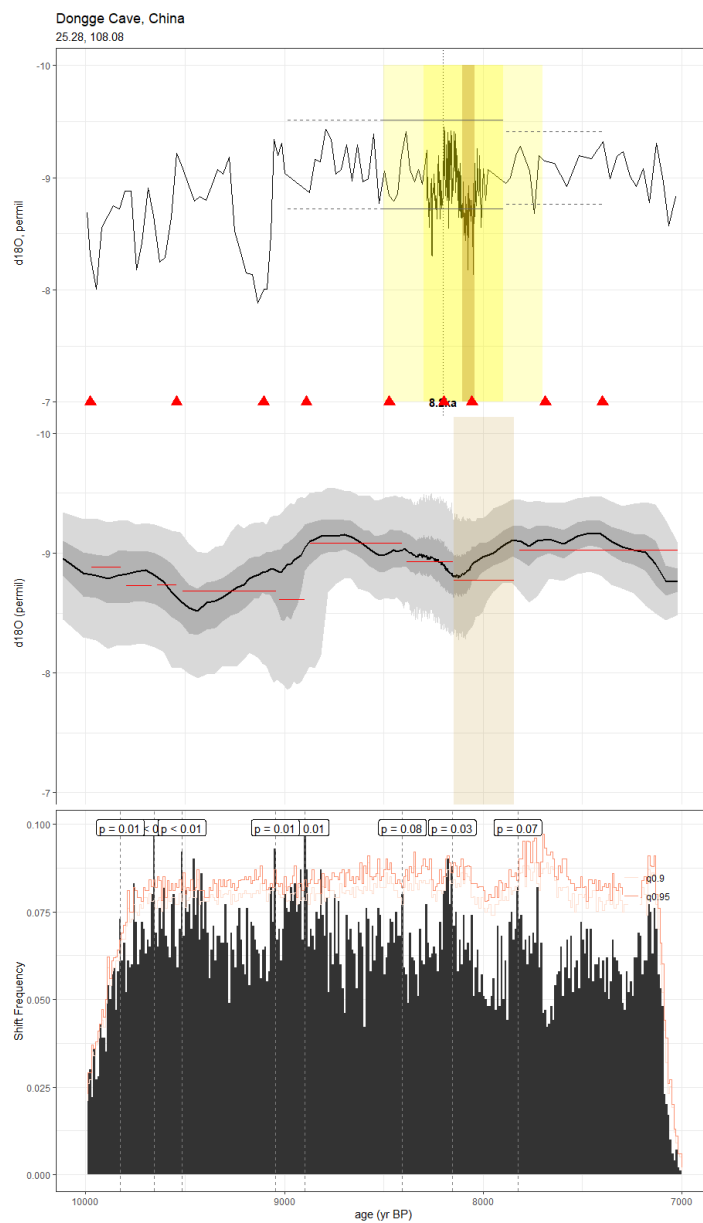 Dongge Cave, China
25.28, 108.08
-10
-9
-8
-7
d18O, permil
-10
-9
-8
-7
d18O (permil)
0.100
0.075
0.050
0.025
0.000
Shift Frequency
p = 0.01
p < 0.01
p = 0.01
0.01
p = 0.08
p = 0.03
p = 0.07
q0.9
q0.95
10000
9000
8000
7000
age (yr BP)